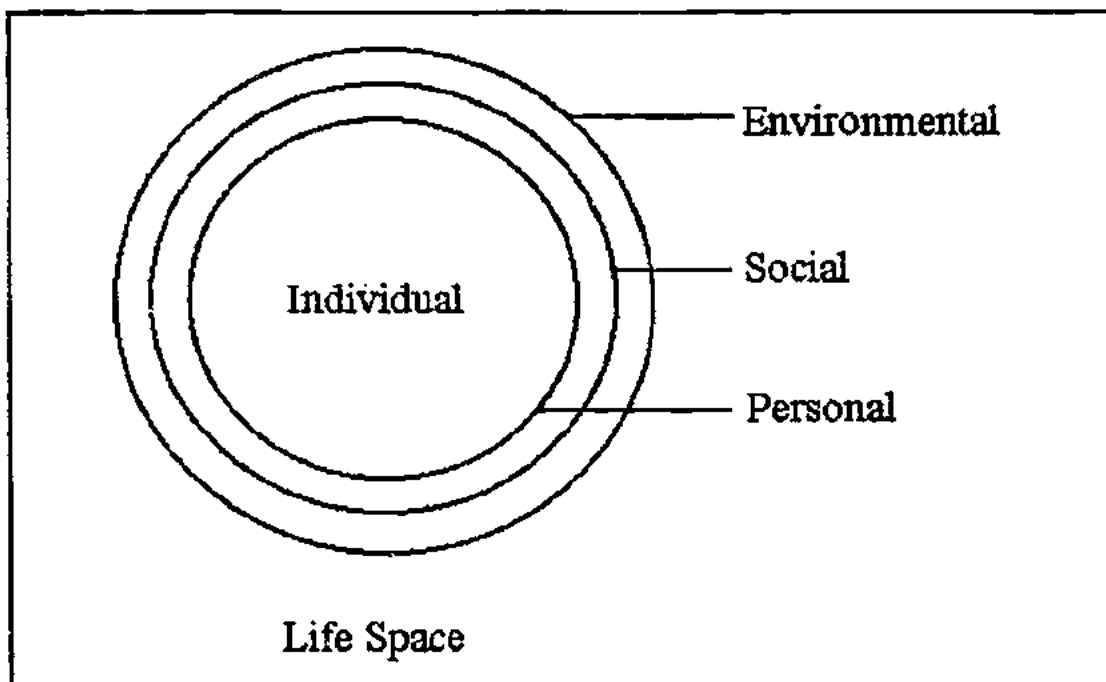 Environmental
Social
Individual
Personal
Life Space